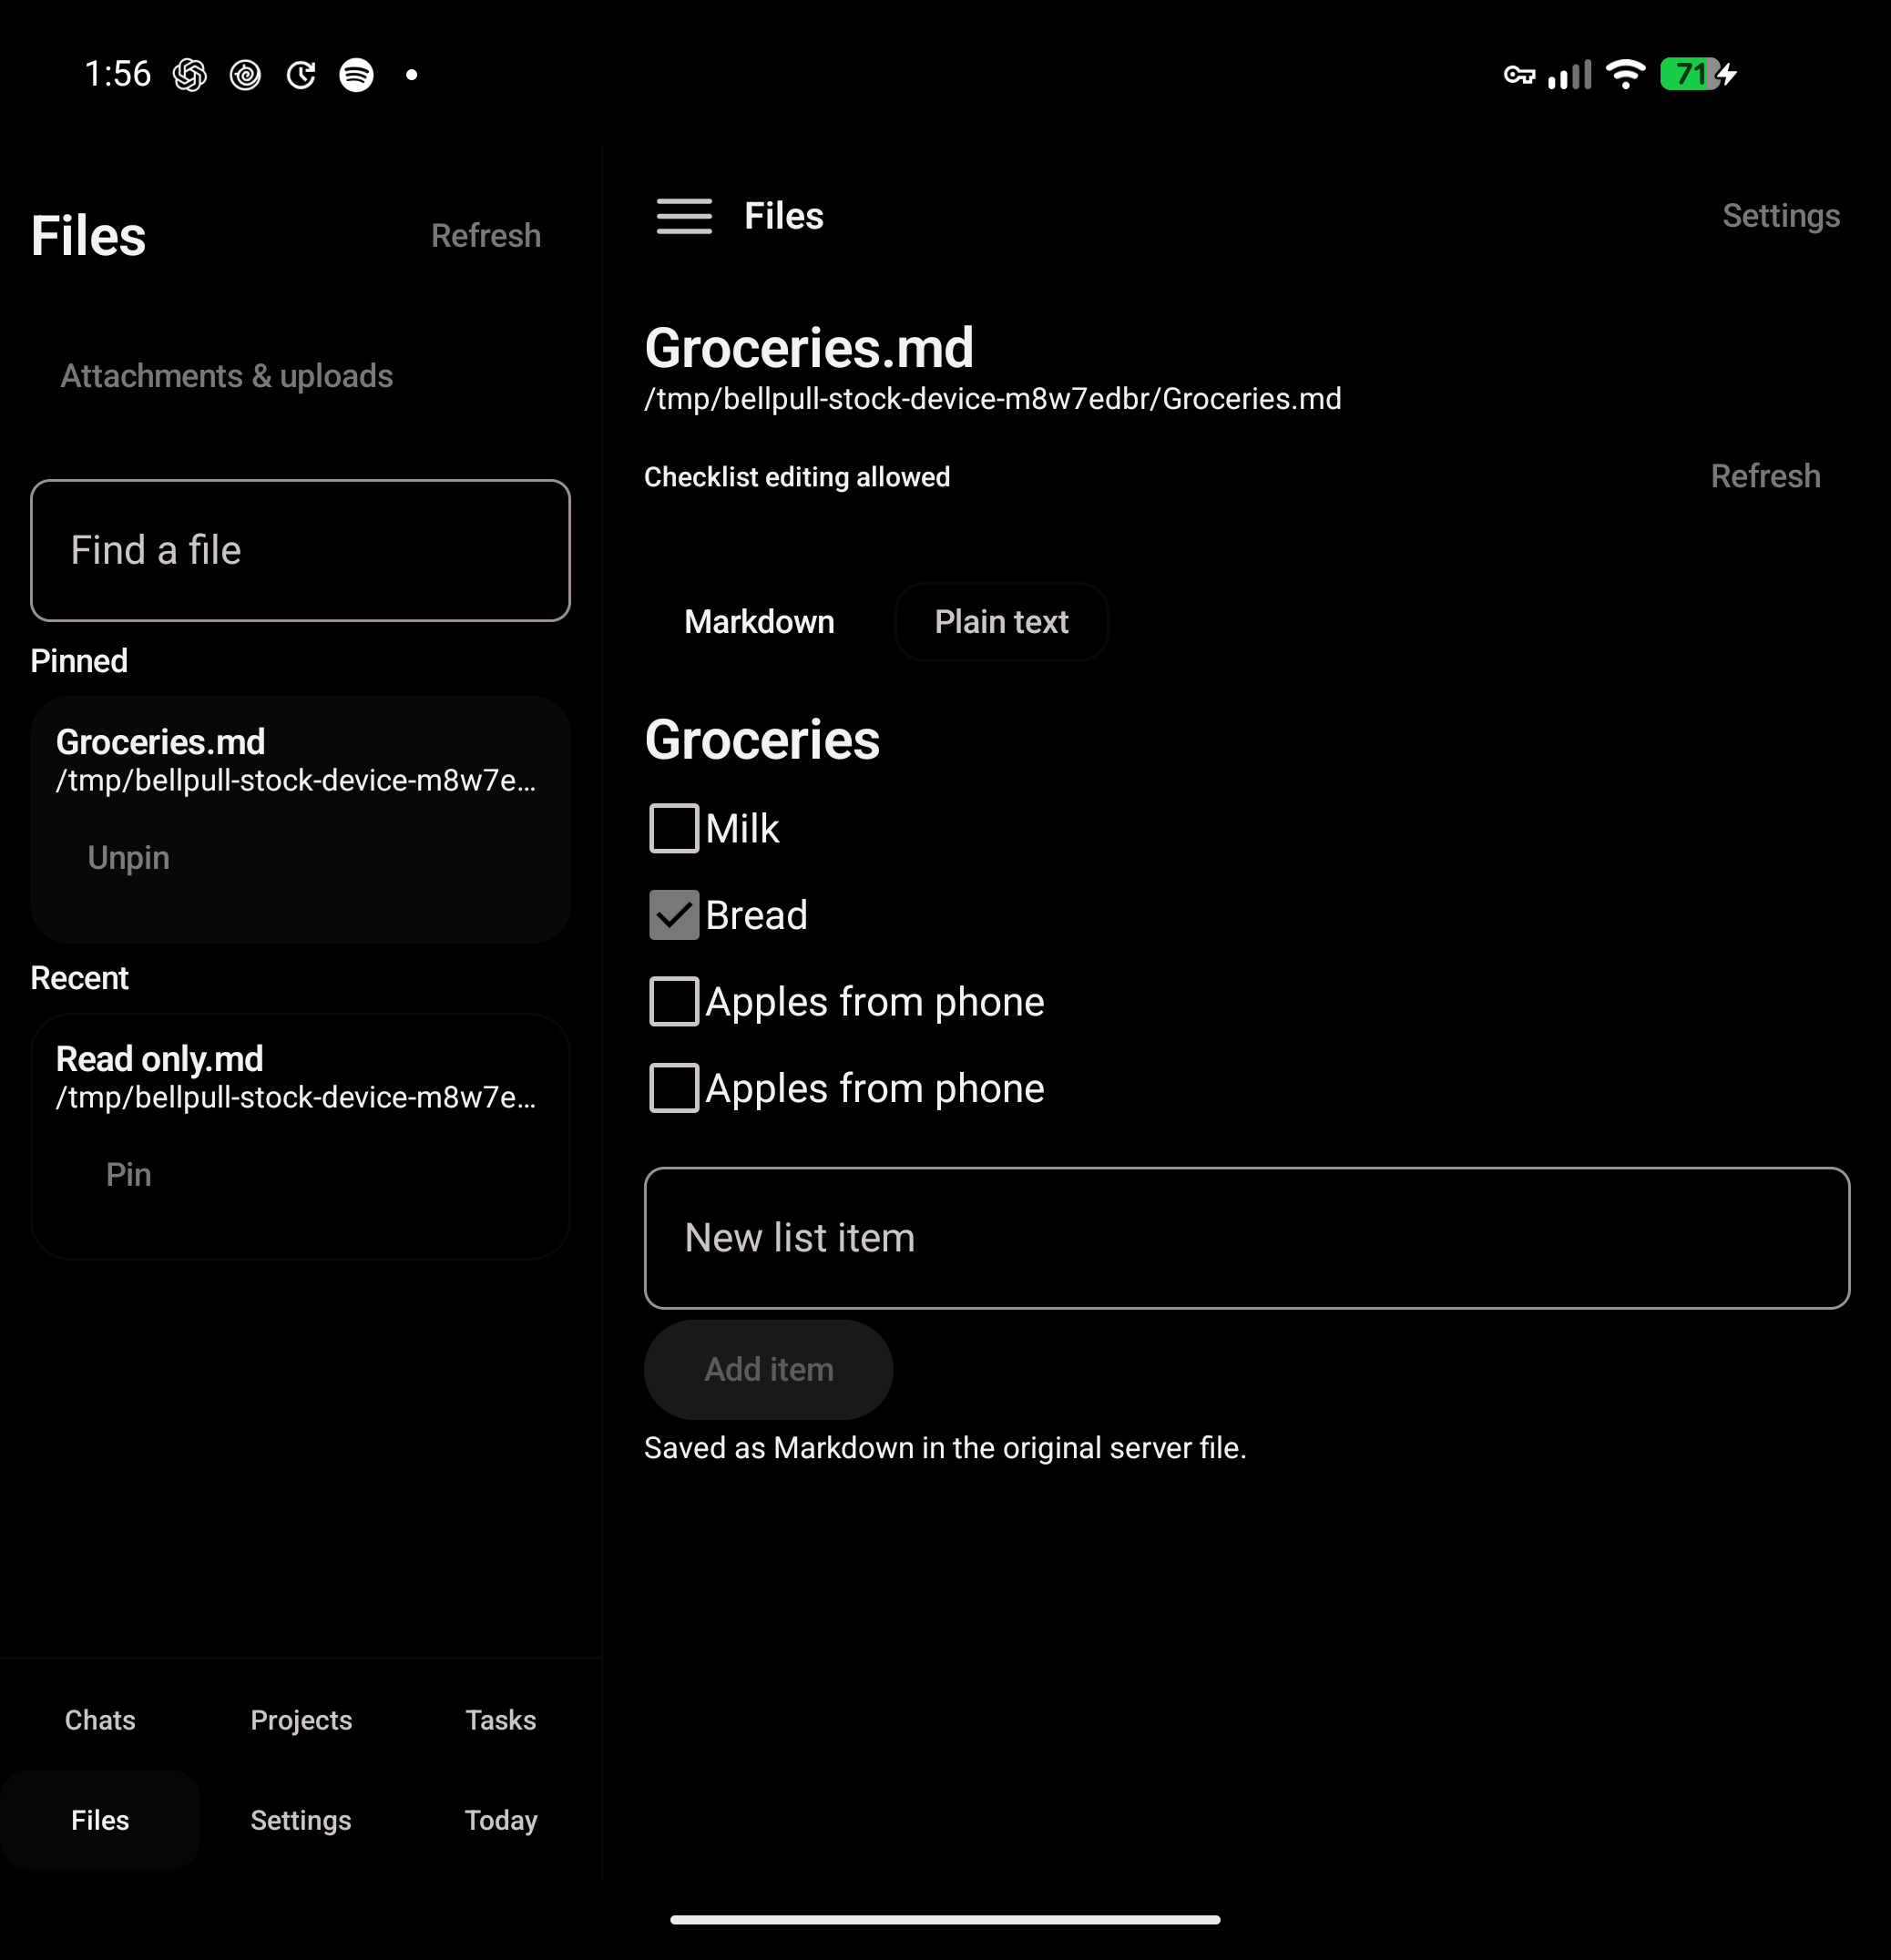 1:56
71
Files
Refresh
Attachments & uploads
Find a file
Pinned
Groceries.md
/tmp/bellpull-stock-device-m8w7e...
Unpin
Recent
Read only.md
/tmp/bellpull-stock-device-m8w7e...
Pin
Chats
Projects
Tasks
Files
Settings
Today
Files
Settings
Groceries.md
/tmp/bellpull-stock-device-m8w7edbr/Groceries.md
Checklist editing allowed
Refresh
Markdown
Plain text
Groceries
Milk
Bread
Apples from phone
Apples from phone
New list item
Add item
Saved as Markdown in the original server file.